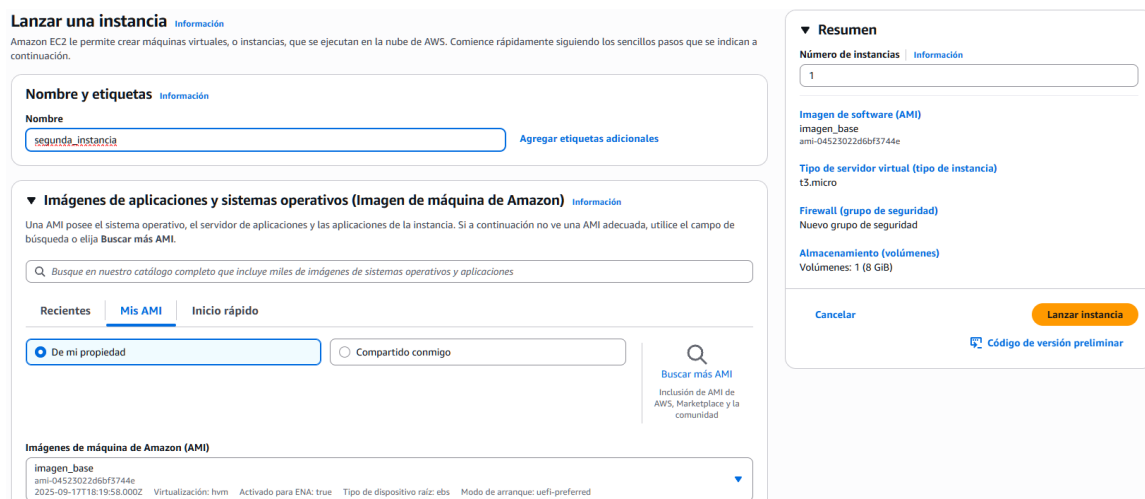 Lanzar una instancia Información
Amazon EC2 le permite crear máquinas virtuales, o instancias, que se ejecutan en la nube de AWS. Comience rápidamente siguiendo los sencillos pasos que se indican a
continuación.
Nombre y etiquetas Información
Nombre
segunda_instancia
Agregar etiquetas adicionales
Imágenes de aplicaciones y sistemas operativos (Imagen de máquina de Amazon) Información
Una AMI posee el sistema operativo, el servidor de aplicaciones y las aplicaciones de la instancia. Si a continuación no ve una AMI adecuada, utilice el campo de
búsqueda o elija Buscar más AMI.
Busque en nuestro catálogo completo que incluye miles de imágenes de sistemas operativos y aplicaciones
Recientes Mis AMI Inicio rápido
De mi propiedad Compartido conmigo
Buscar más AMI
Inclusión de AMI de
AWS, Marketplace y la
comunidad
Imágenes de máquina de Amazon (AMI)
imagen_base
ami-04523022d6bf3744e
2025-09-17T18:19:58.000Z Virtualización: hvm Activado para ENA: true Tipo de dispositivo raíz: ebs Modo de arranque: uefi-preferred
Resumen
Número de instancias Información
1
Imagen de software (AMI)
imagen_base
ami-04523022d6bf3744e
Tipo de servidor virtual (tipo de instancia)
t3.micro
Firewall (grupo de seguridad)
Nuevo grupo de seguridad
Almacenamiento (volúmenes)
Volúmenes: 1 (8 GiB)
Cancelar
Lanzar instancia
Código de versión preliminar